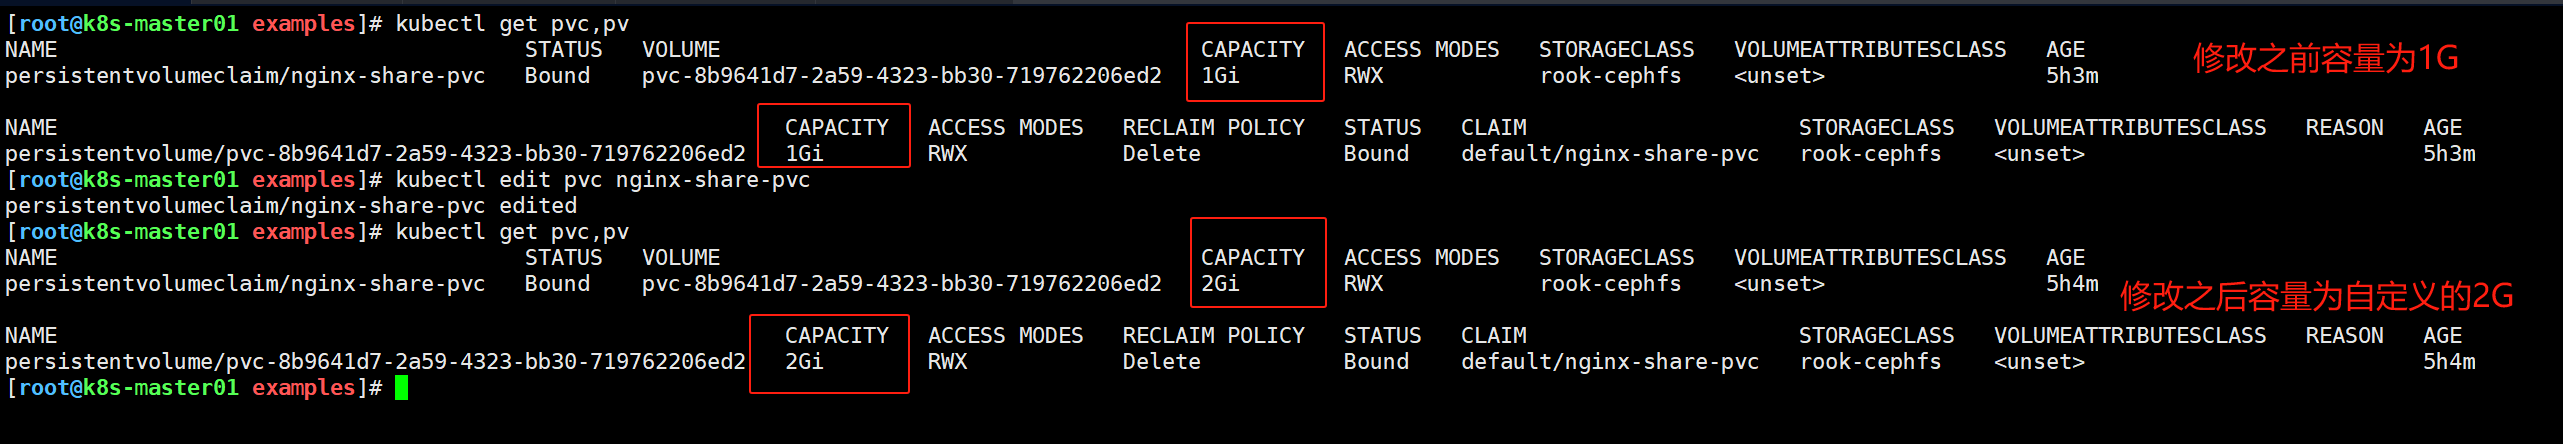 [root@k8s-master01 examples]# kubectl get pvc,pv
NAME STATUS VOLUME CAPACITY ACCESS MODES STORAGECLASS VOLUMEATTRIBUTESCLASS AGE
修改之前容量为1G
persistentvolumeclaim/nginx-share-pvc Bound pvc-8b9641d7-2a59-4323-bb30-719762206ed2 1Gi RWX rook-cephfs <unset> 5h3m
NAME CAPACITY ACCESS MODES RECLAIM POLICY STATUS CLAIM STORAGECLASS VOLUMEATTRIBUTESCLASS REASON AGE
persistentvolume/pvc-8b9641d7-2a59-4323-bb30-719762206ed2 1Gi RWX Delete Bound default/nginx-share-pvc rook-cephfs <unset> 5h3m
[root@k8s-master01 examples]# kubectl edit pvc nginx-share-pvc
persistentvolumeclaim/nginx-share-pvc edited
[root@k8s-master01 examples]# kubectl get pvc,pv
NAME STATUS VOLUME CAPACITY ACCESS MODES STORAGECLASS VOLUMEATTRIBUTESCLASS AGE
persistentvolumeclaim/nginx-share-pvc Bound pvc-8b9641d7-2a59-4323-bb30-719762206ed2 2Gi RWX rook-cephfs <unset> 5h4m
修改之后容量为自定义的2G
NAME CAPACITY ACCESS MODES RECLAIM POLICY STATUS CLAIM STORAGECLASS VOLUMEATTRIBUTESCLASS REASON AGE
persistentvolume/pvc-8b9641d7-2a59-4323-bb30-719762206ed2 2Gi RWX Delete Bound default/nginx-share-pvc rook-cephfs <unset> 5h4m
[root@k8s-master01 examples]#